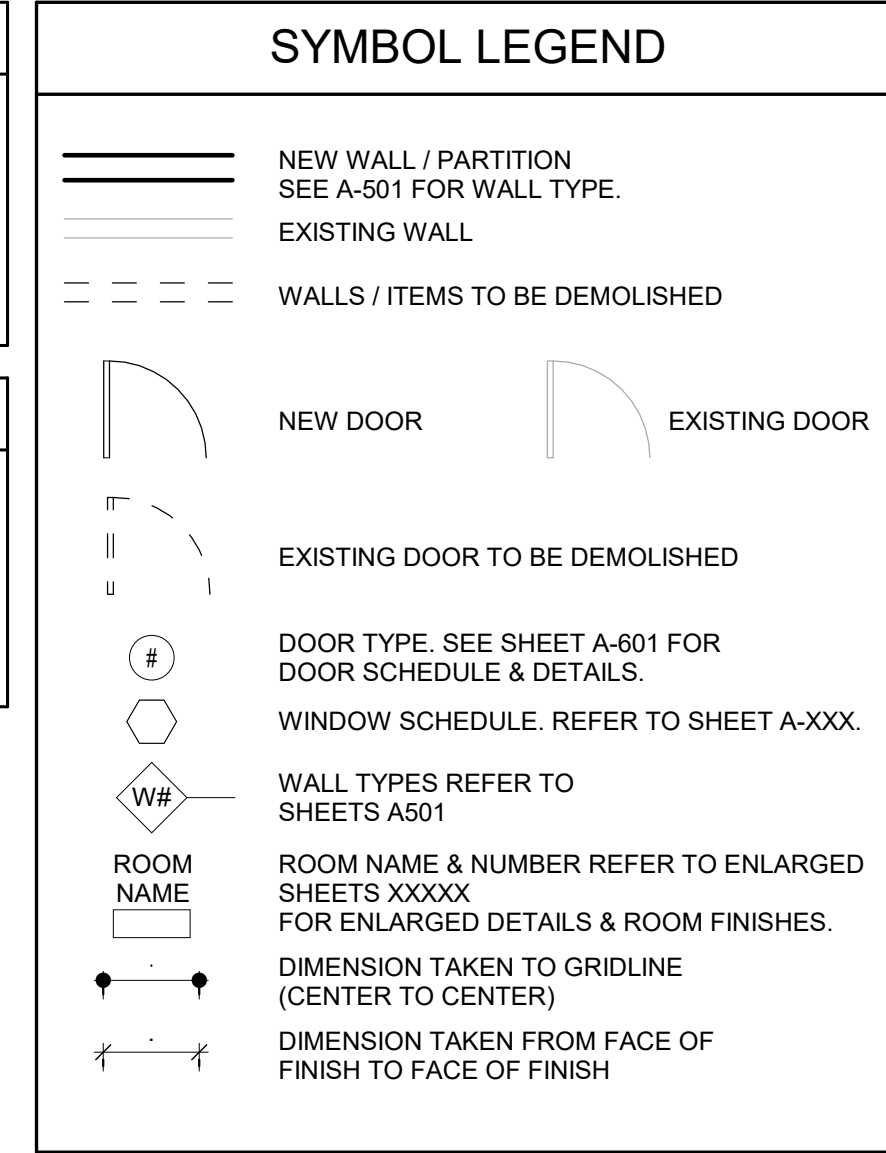 SYMBOL LEGEND
NEW WALL / PARTITION
SEE A-501 FOR WALL TYPE.
EXISTING WALL
WALLS / ITEMS TO BE DEMOLISHED
NEW DOOR
EXISTING DOOR
EXISTING DOOR TO BE DEMOLISHED
#
DOOR TYPE. SEE SHEET A-601 FOR
DOOR SCHEDULE & DETAILS.
WINDOW SCHEDULE. REFER TO SHEET A-XXX.
W#
WALL TYPES REFER TO
SHEETS A501
ROOM
NAME
ROOM NAME & NUMBER REFER TO ENLARGED
SHEETS XXXXX
FOR ENLARGED DETAILS & ROOM FINISHES.
DIMENSION TAKEN TO GRIDLINE
(CENTER TO CENTER)
DIMENSION TAKEN FROM FACE OF
FINISH TO FACE OF FINISH